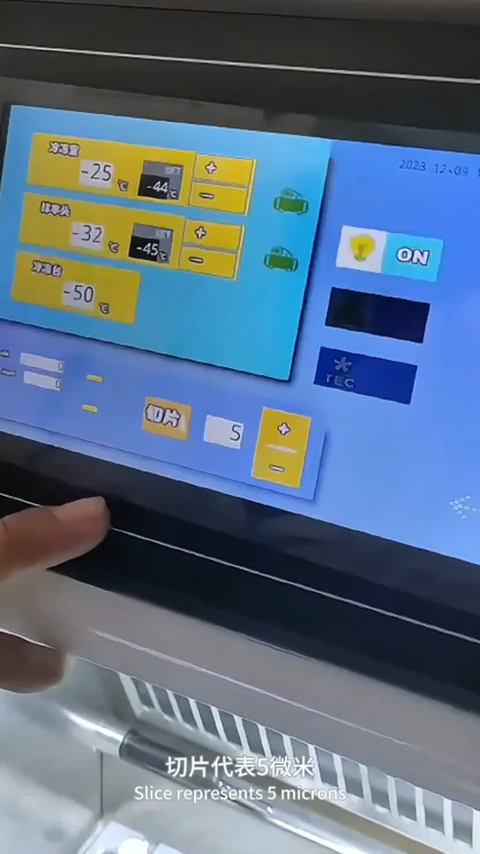 冷冻室
-25 ℃
SET
-44 ℃
+
-
样本头
-32 ℃
SET
-45 ℃
+
-
冷冻台
-50 ℃
2023 12-09
ON
TEC
切片
5
+
-
切片代表5微米
Slice represents 5 microns